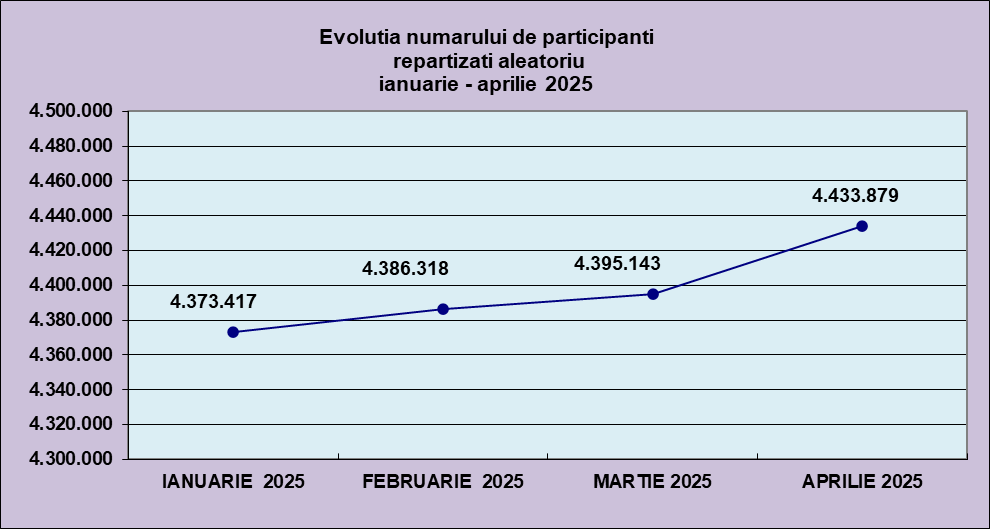 Evolutia numarului de participanti
repartizati aleatoriu
ianuarie - aprilie 2025
4.500.000
4.480.000
4.460.000
4.440.000
4.420.000
4.400.000
4.380.000
4.360.000
4.340.000
4.320.000
4.300.000
4.373.417
4.386.318
4.395.143
4.433.879
IANUARIE 2025
FEBRUARIE 2025
MARTIE 2025
APRILIE 2025